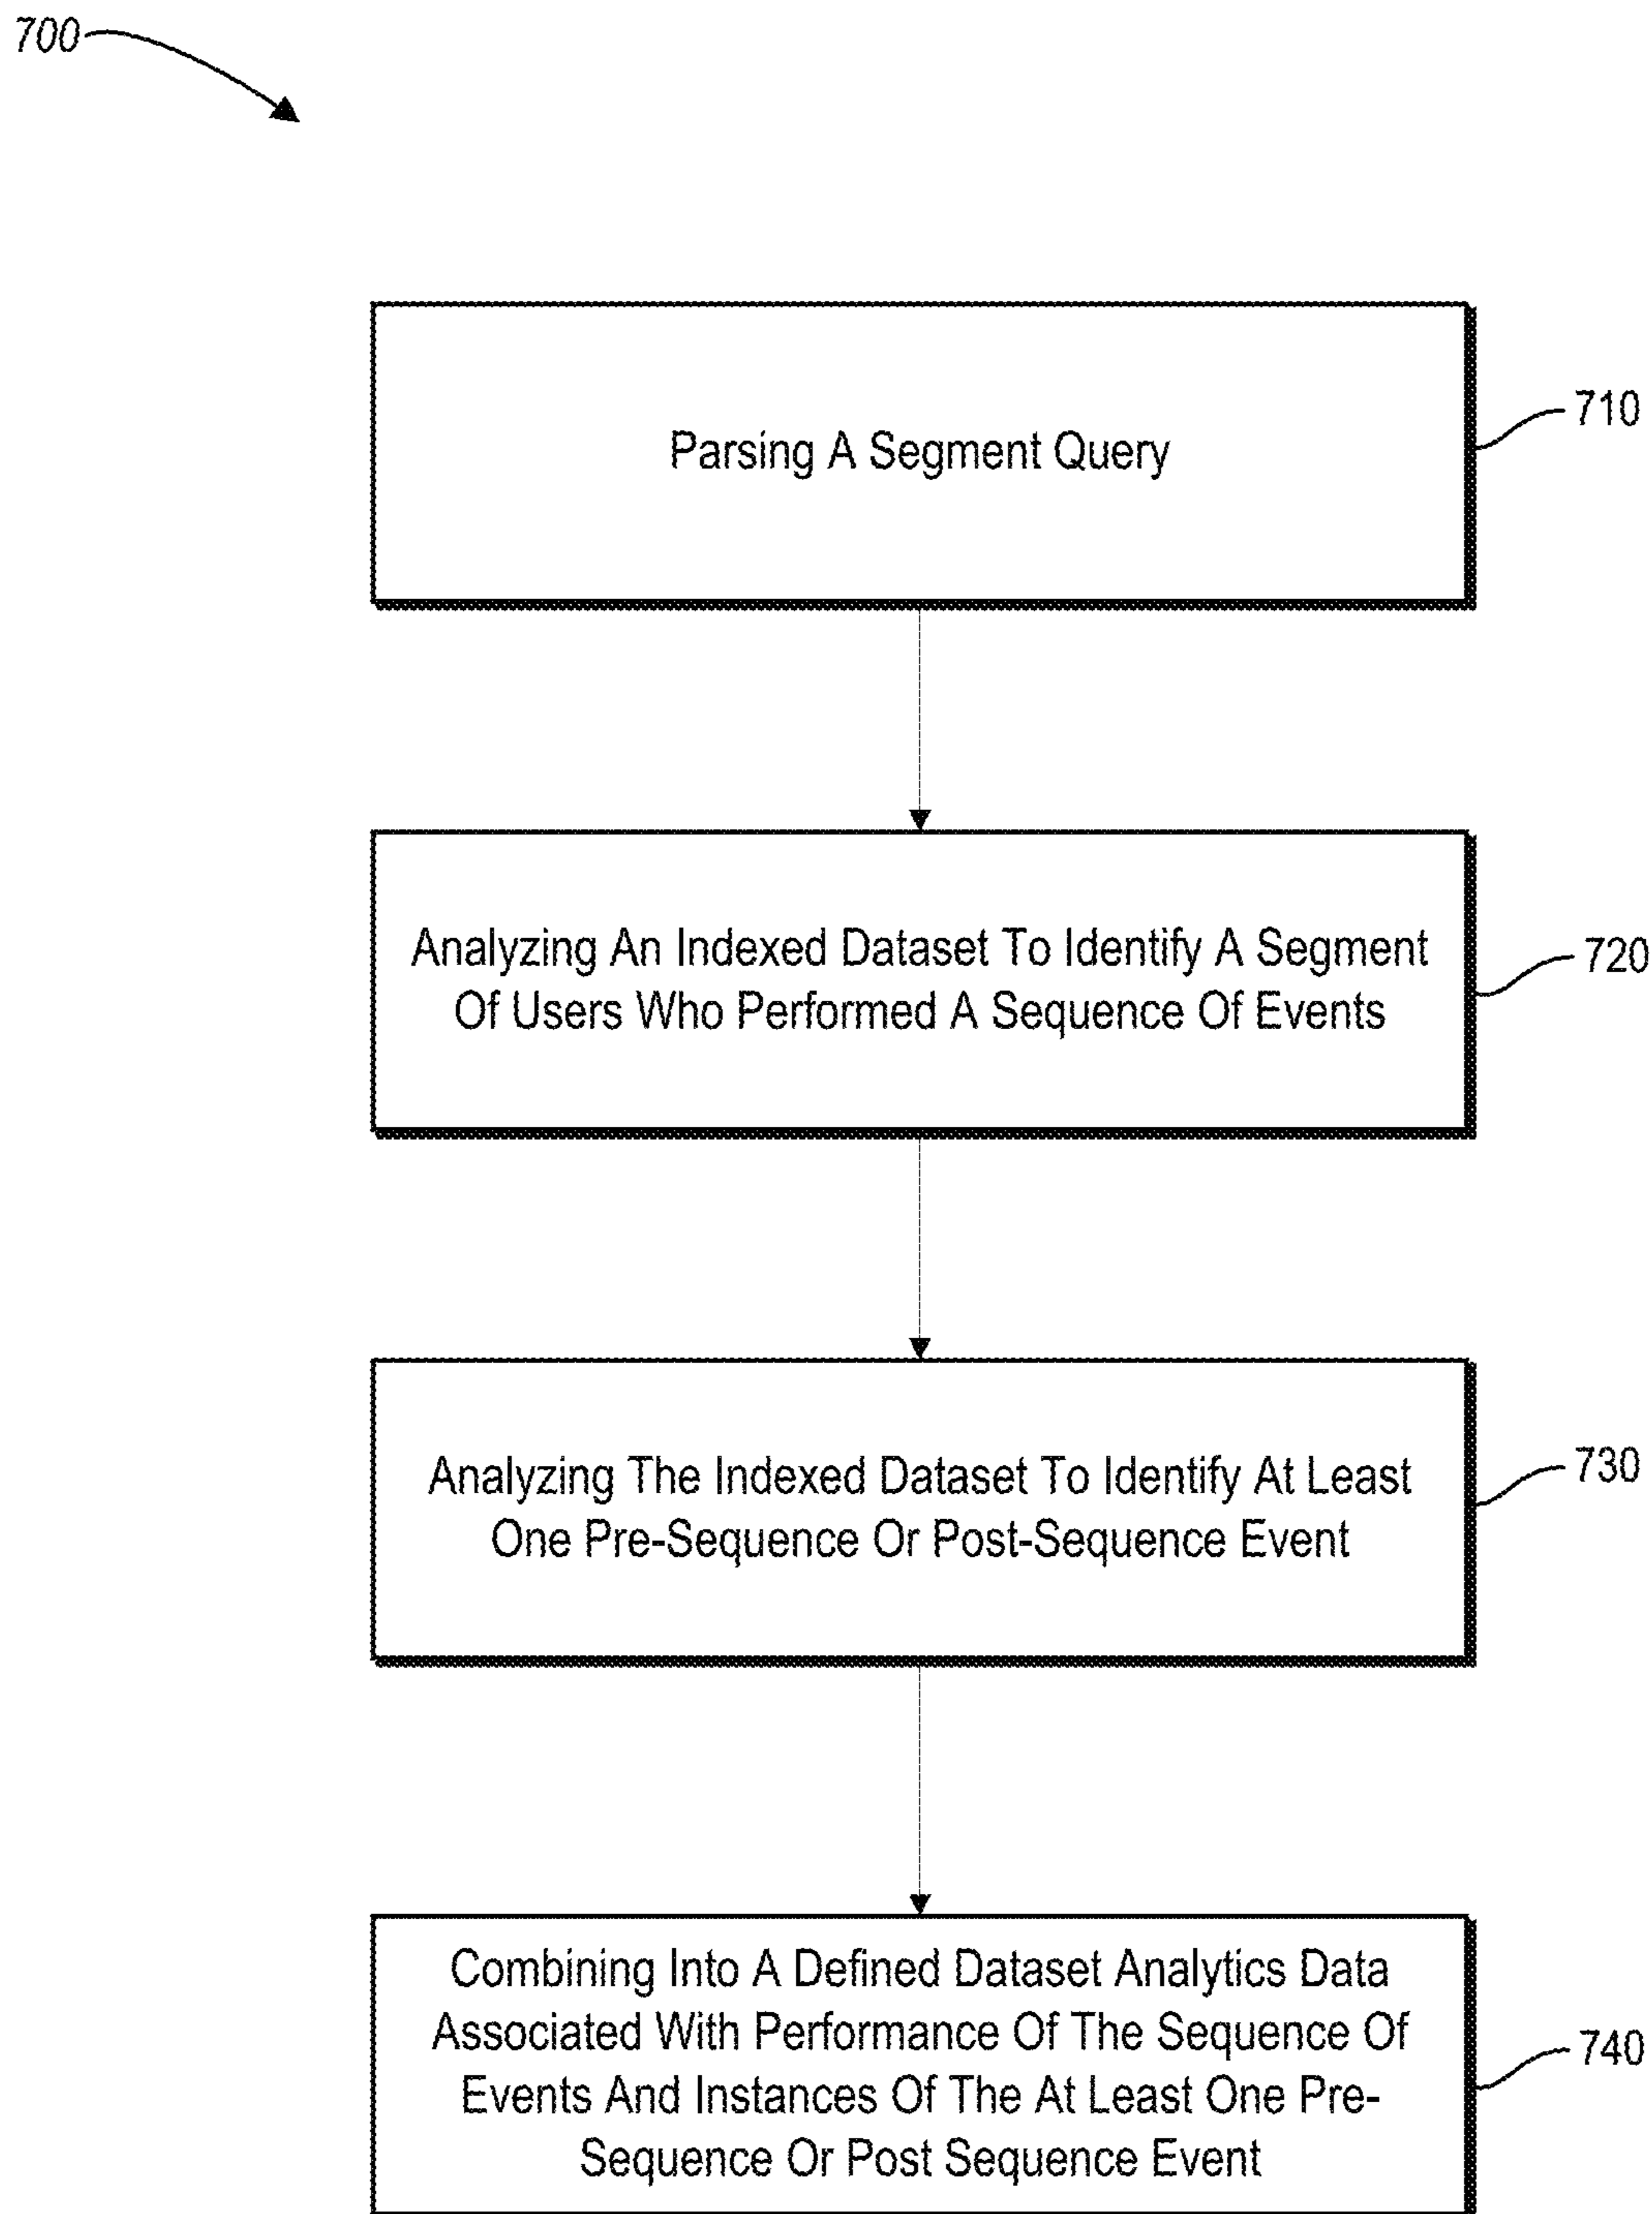 700
Parsing A Segment Query
710
Analyzing An Indexed Dataset To Identify A Segment
Of Users Who Performed A Sequence Of Events
720
Analyzing The Indexed Dataset To Identify At Least
One Pre-Sequence Or Post-Sequence Event
730
Combining Into A Defined Dataset Analytics Data
Associated With Performance Of The Sequence Of
Events And Instances Of The At Least One Pre-
Sequence Or Post Sequence Event
740